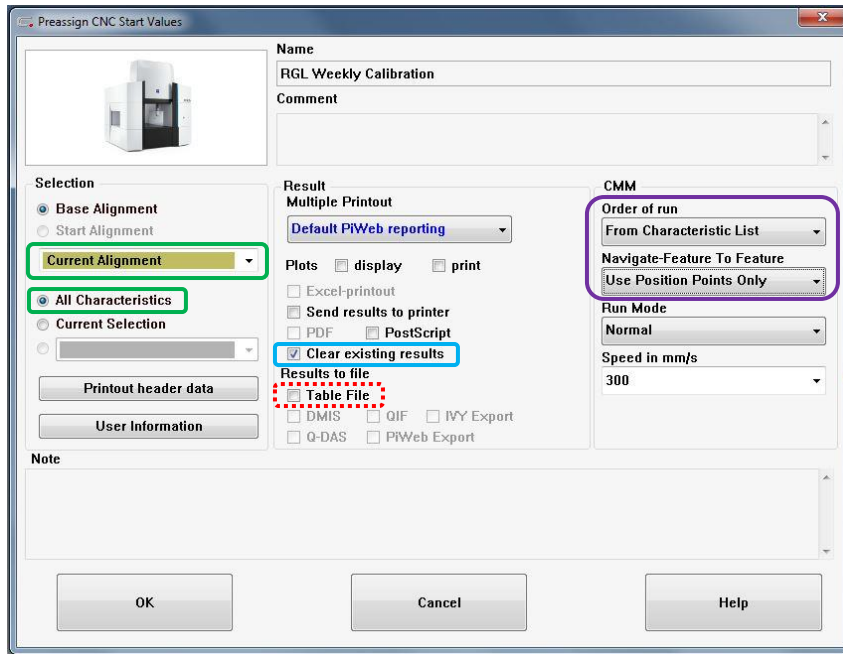 Preassign CNC Start Values
Name
RGL Weekly Calibration
Comment
Selection
Base Alignment
Start Alignment
Current Alignment
All Characteristics
Current Selection
Printout header data
User Information
Result
Multiple Printout
Default PiWeb reporting
Plots display print
Excel-printout
Send results to printer
PDF PostScript
Clear existing results
Results to file
Table File
DMIS QIF IVY Export
Q-DAS PiWeb Export
CMM
Order of run
From Characteristic List
Navigate-Feature To Feature
Use Position Points Only
Run Mode
Normal
Speed in mm/s
300
Note
OK Cancel Help